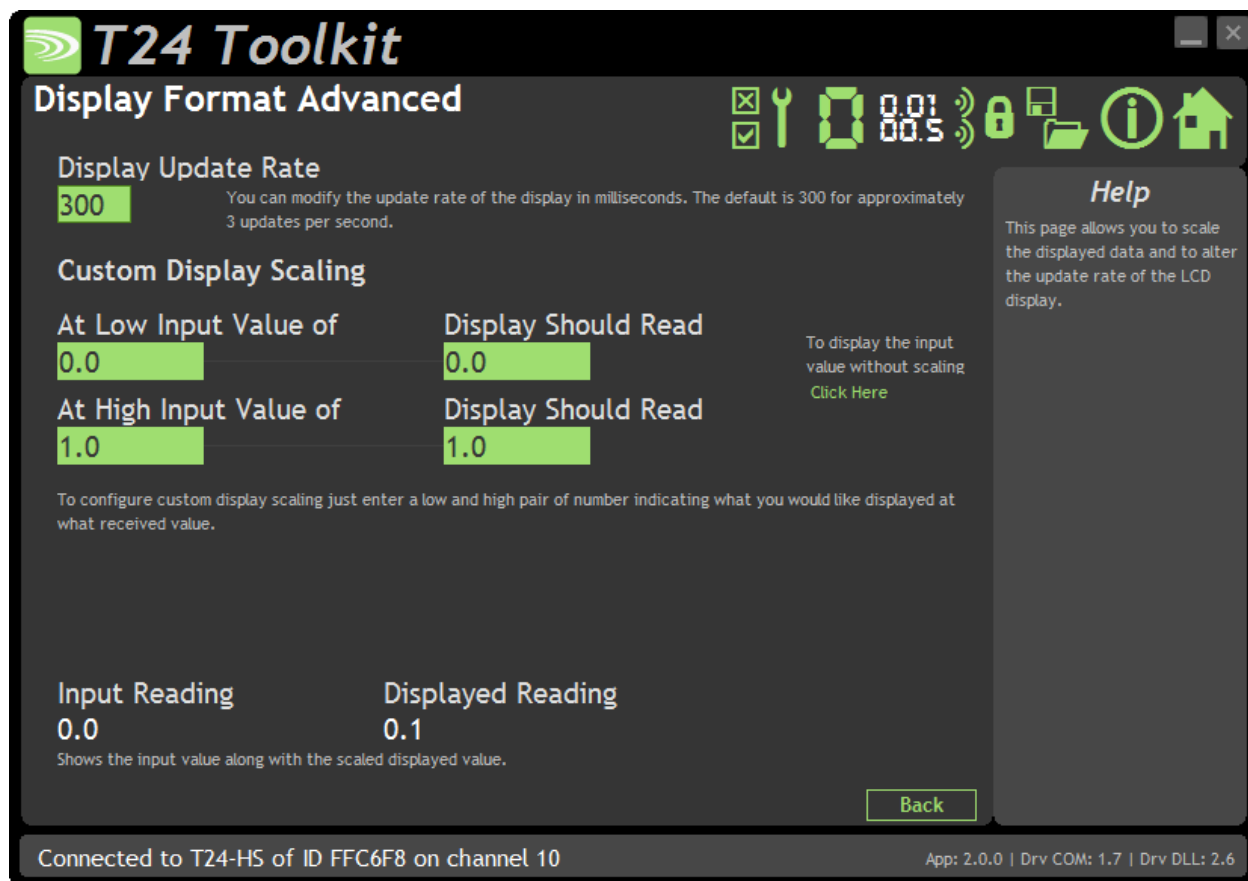 T24 Toolkit
Display Format Advanced
0.01
00.5
Display Update Rate
300
You can modify the update rate of the display in milliseconds. The default is 300 for approximately
3 updates per second.
Custom Display Scaling
At Low Input Value of
Display Should Read
0.0
0.0
To display the input
value without scaling
Click Here
At High Input Value of
Display Should Read
1.0
1.0
To configure custom display scaling just enter a low and high pair of number indicating what you would like displayed at
what received value.
Input Reading
Displayed Reading
0.0
0.1
Shows the input value along with the scaled displayed value.
Back
Help
This page allows you to scale
the displayed data and to alter
the update rate of the LCD
display.
Connected to T24-HS of ID FFC6F8 on channel 10
App: 2.0.0 | Drv COM: 1.7 | Drv DLL: 2.6